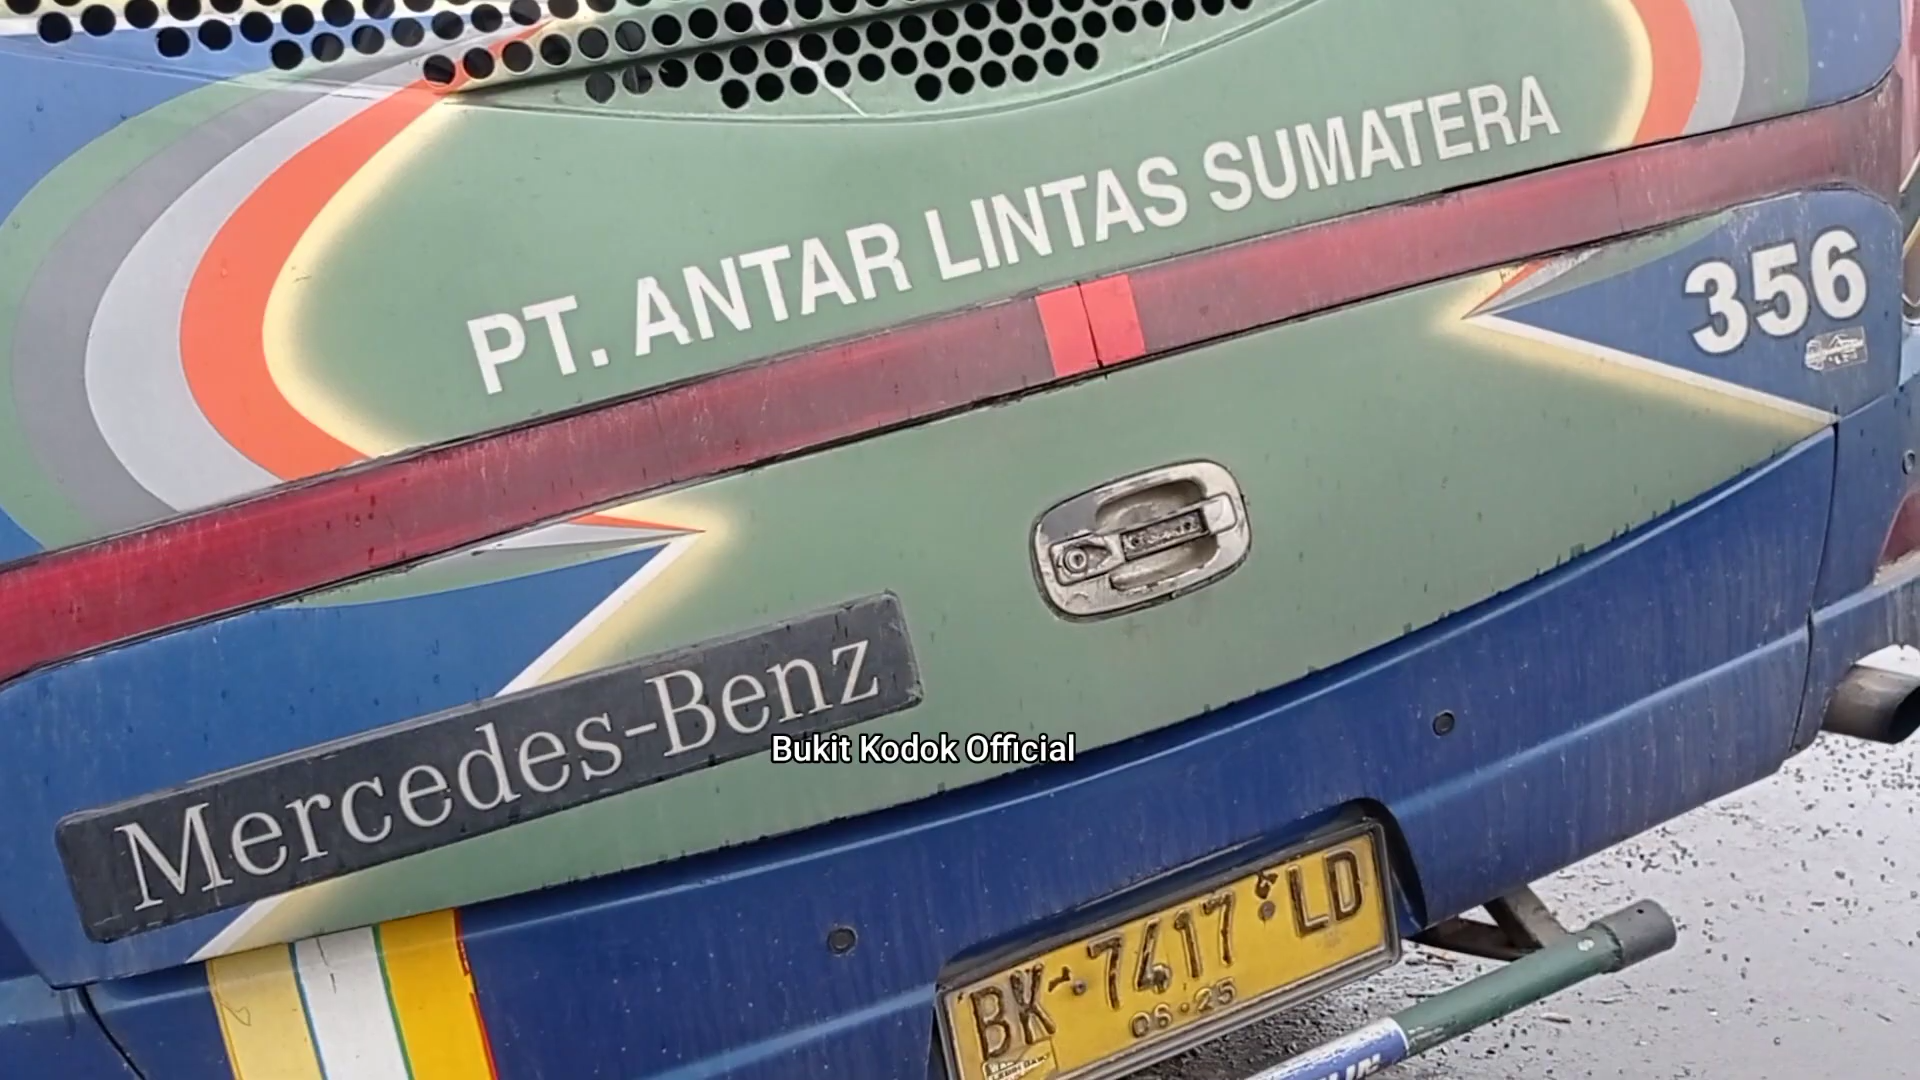 PT. ANTAR LINTAS SUMATERA
356
Mercedes-Benz
Bukit Kodok Official
BK 7417 LD
06·25